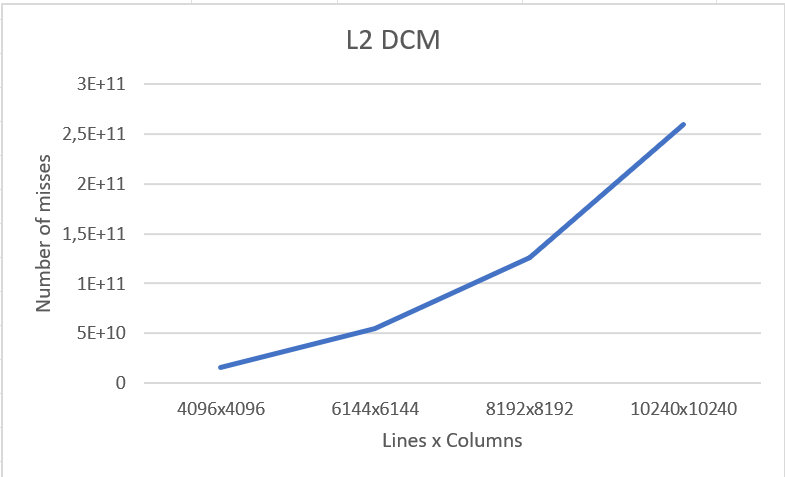 L2 DCM
Number of misses
3E+11
2,5E+11
2E+11
1,5E+11
1E+11
5E+10
0
4096x4096 6144x6144 8192x8192 10240x10240
Lines x Columns